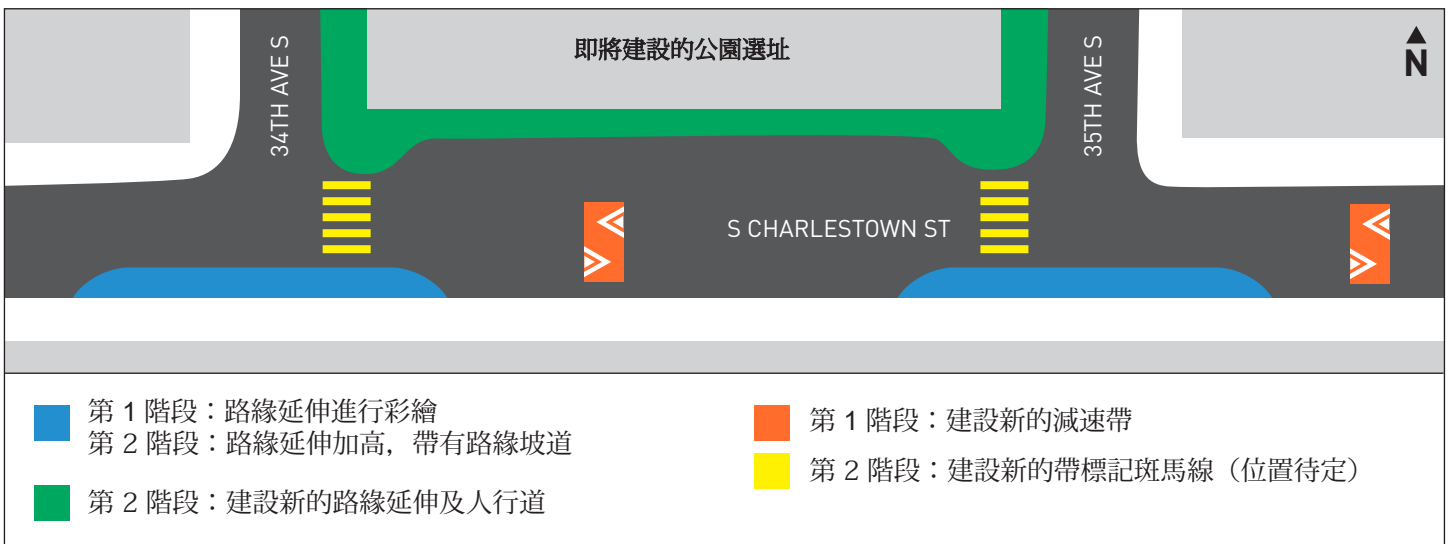 即將建設的公園選址
N
34TH AVE S
35TH AVE S
S CHARLESTOWN ST
第 1 階段：路緣延伸進行彩繪
第 2 階段：路緣延伸加高，帶有路緣坡道
第 2 階段：建設新的路緣延伸及人行道
第 1 階段：建設新的減速帶
第 2 階段：建設新的帶標記斑馬線（位置待定）